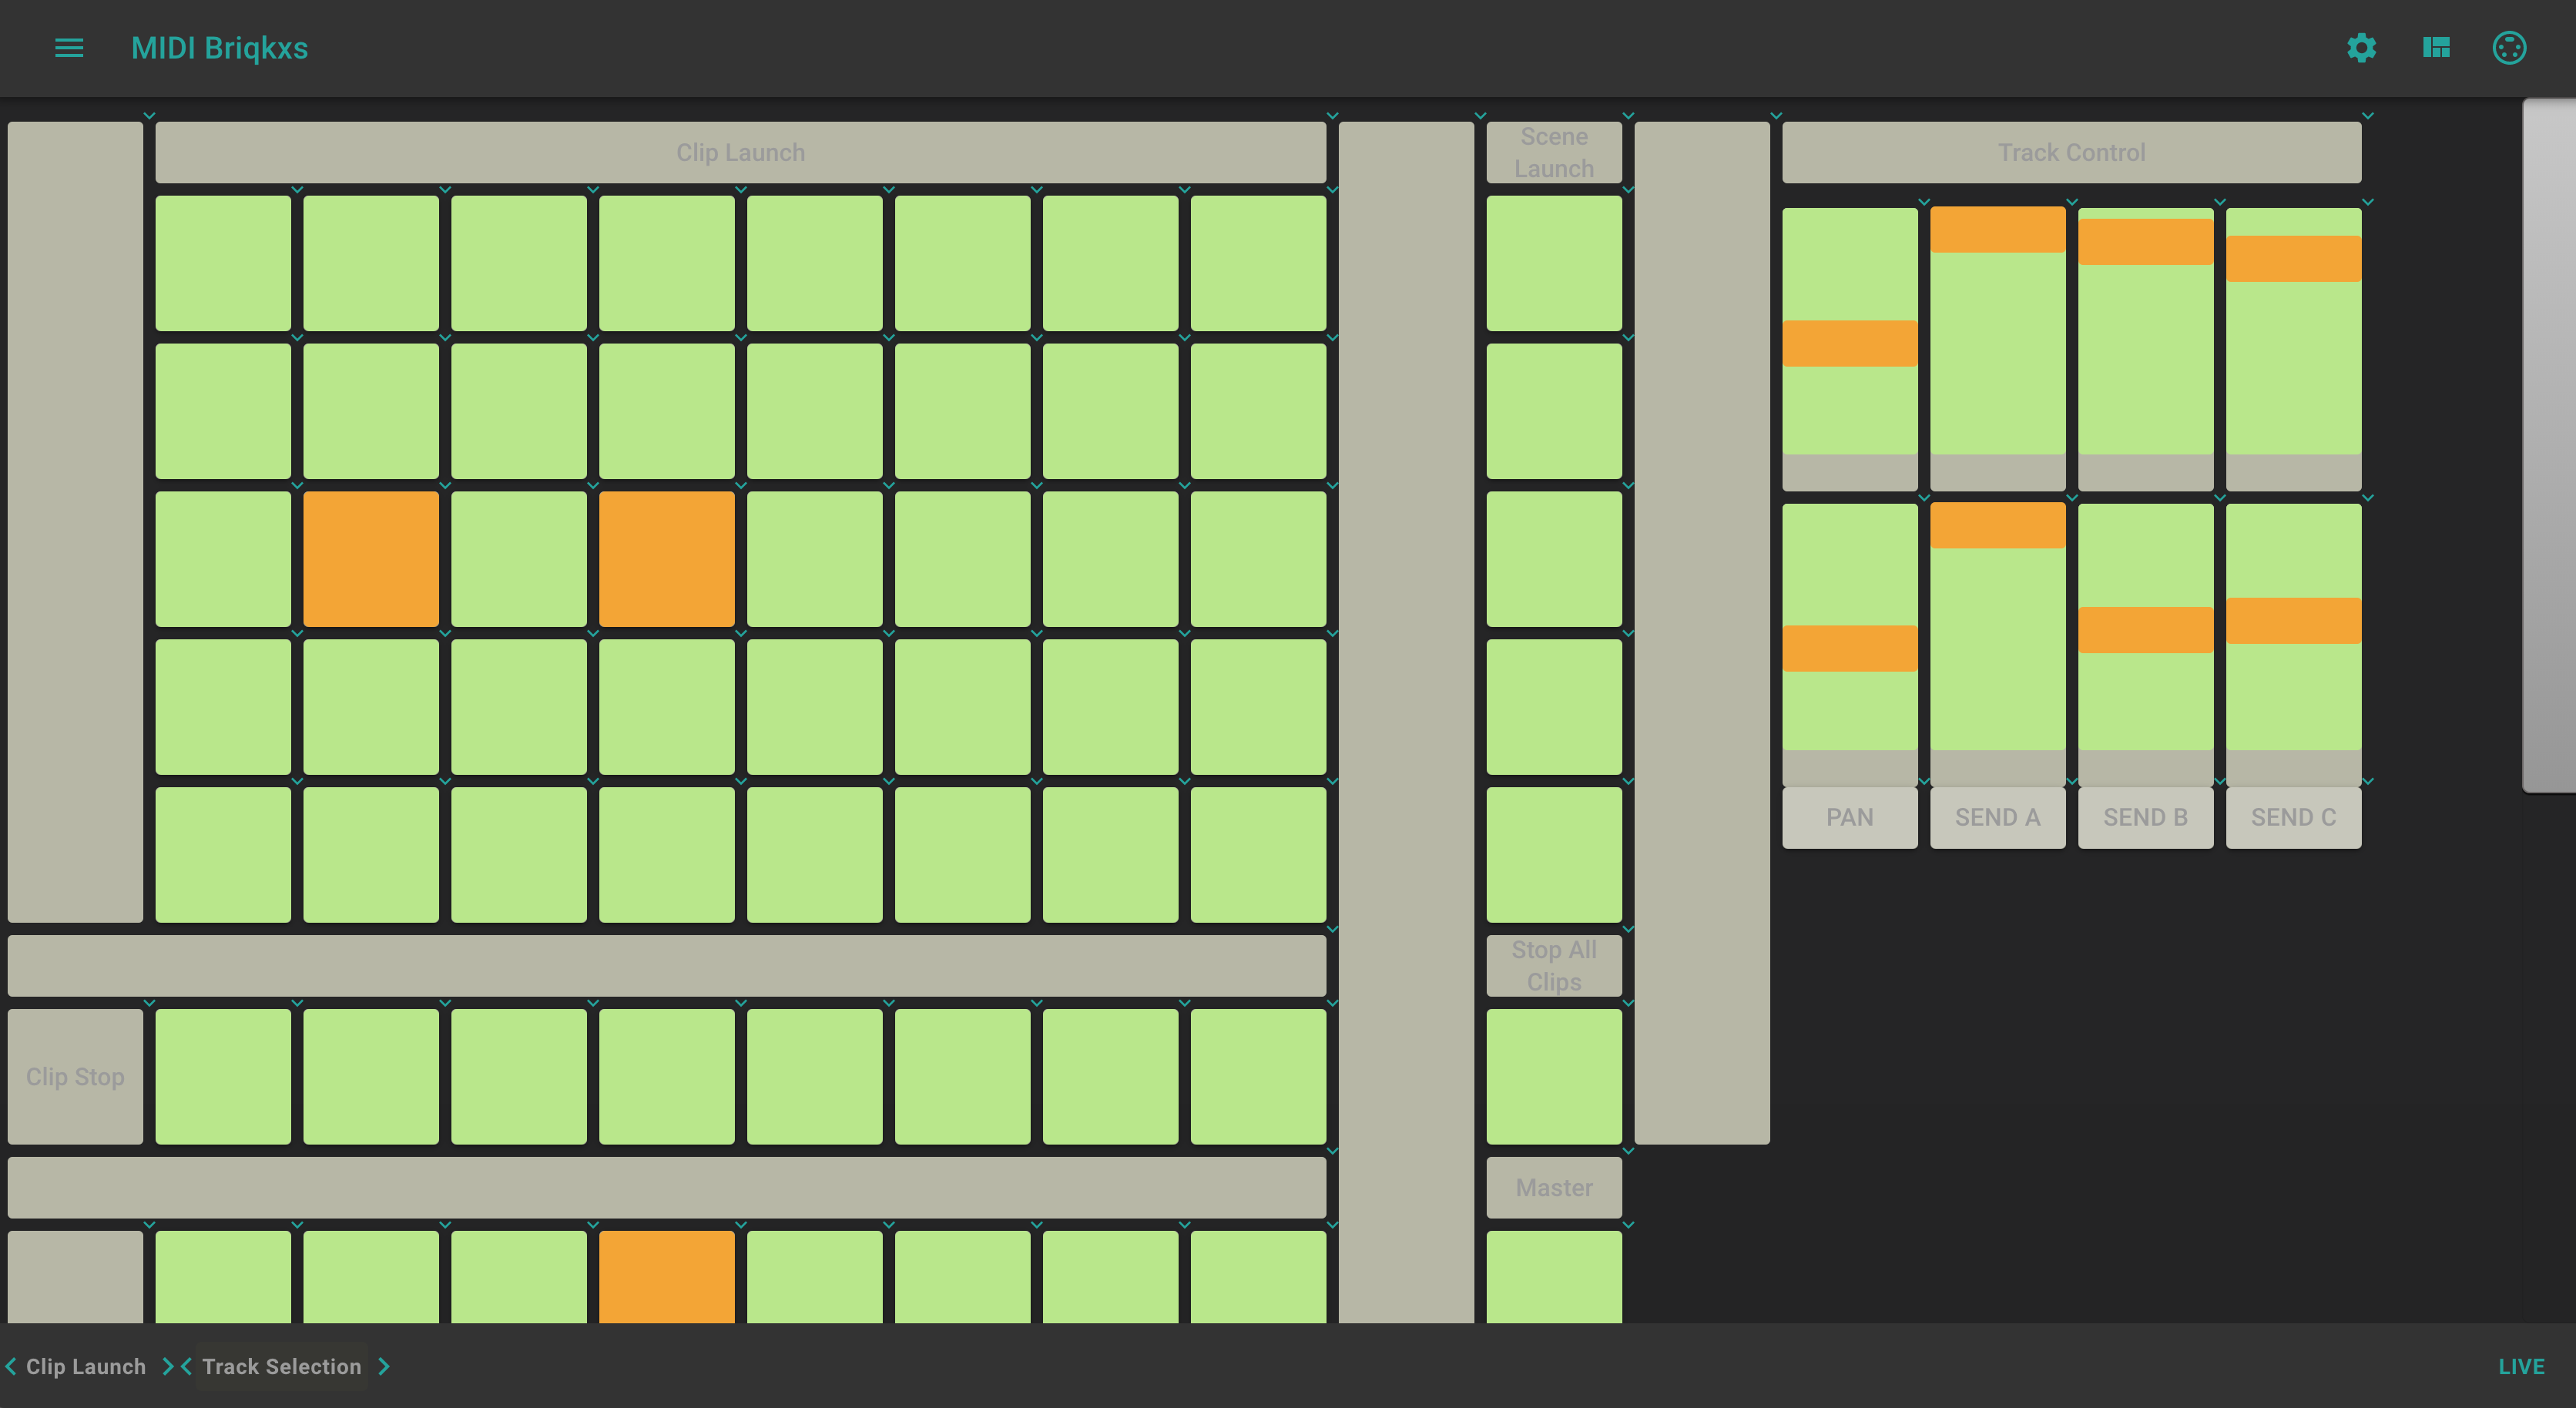 MIDI Briqkxs
Clip Launch
Scene
Launch
Track Control
PAN
SEND A
SEND B
SEND C
Stop All
Clips
Clip Stop
Master
Clip Launch
Track Selection
LIVE